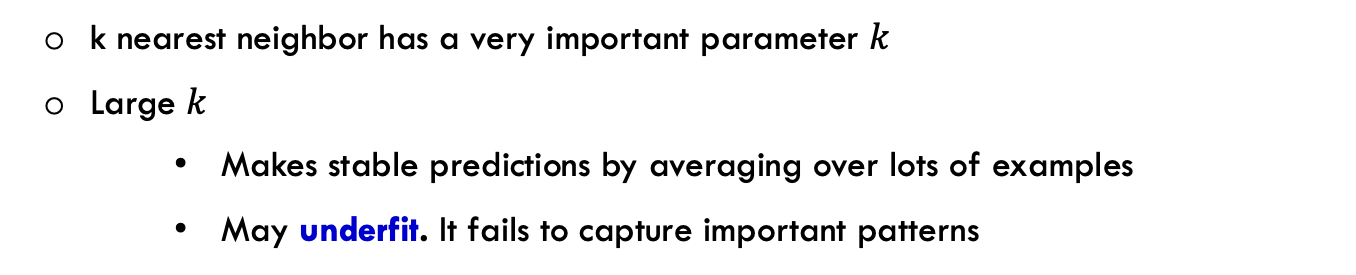 ○ k nearest neighbor has a very important parameter k
○ Large k
• Makes stable predictions by averaging over lots of examples
• May underfit. It fails to capture important patterns